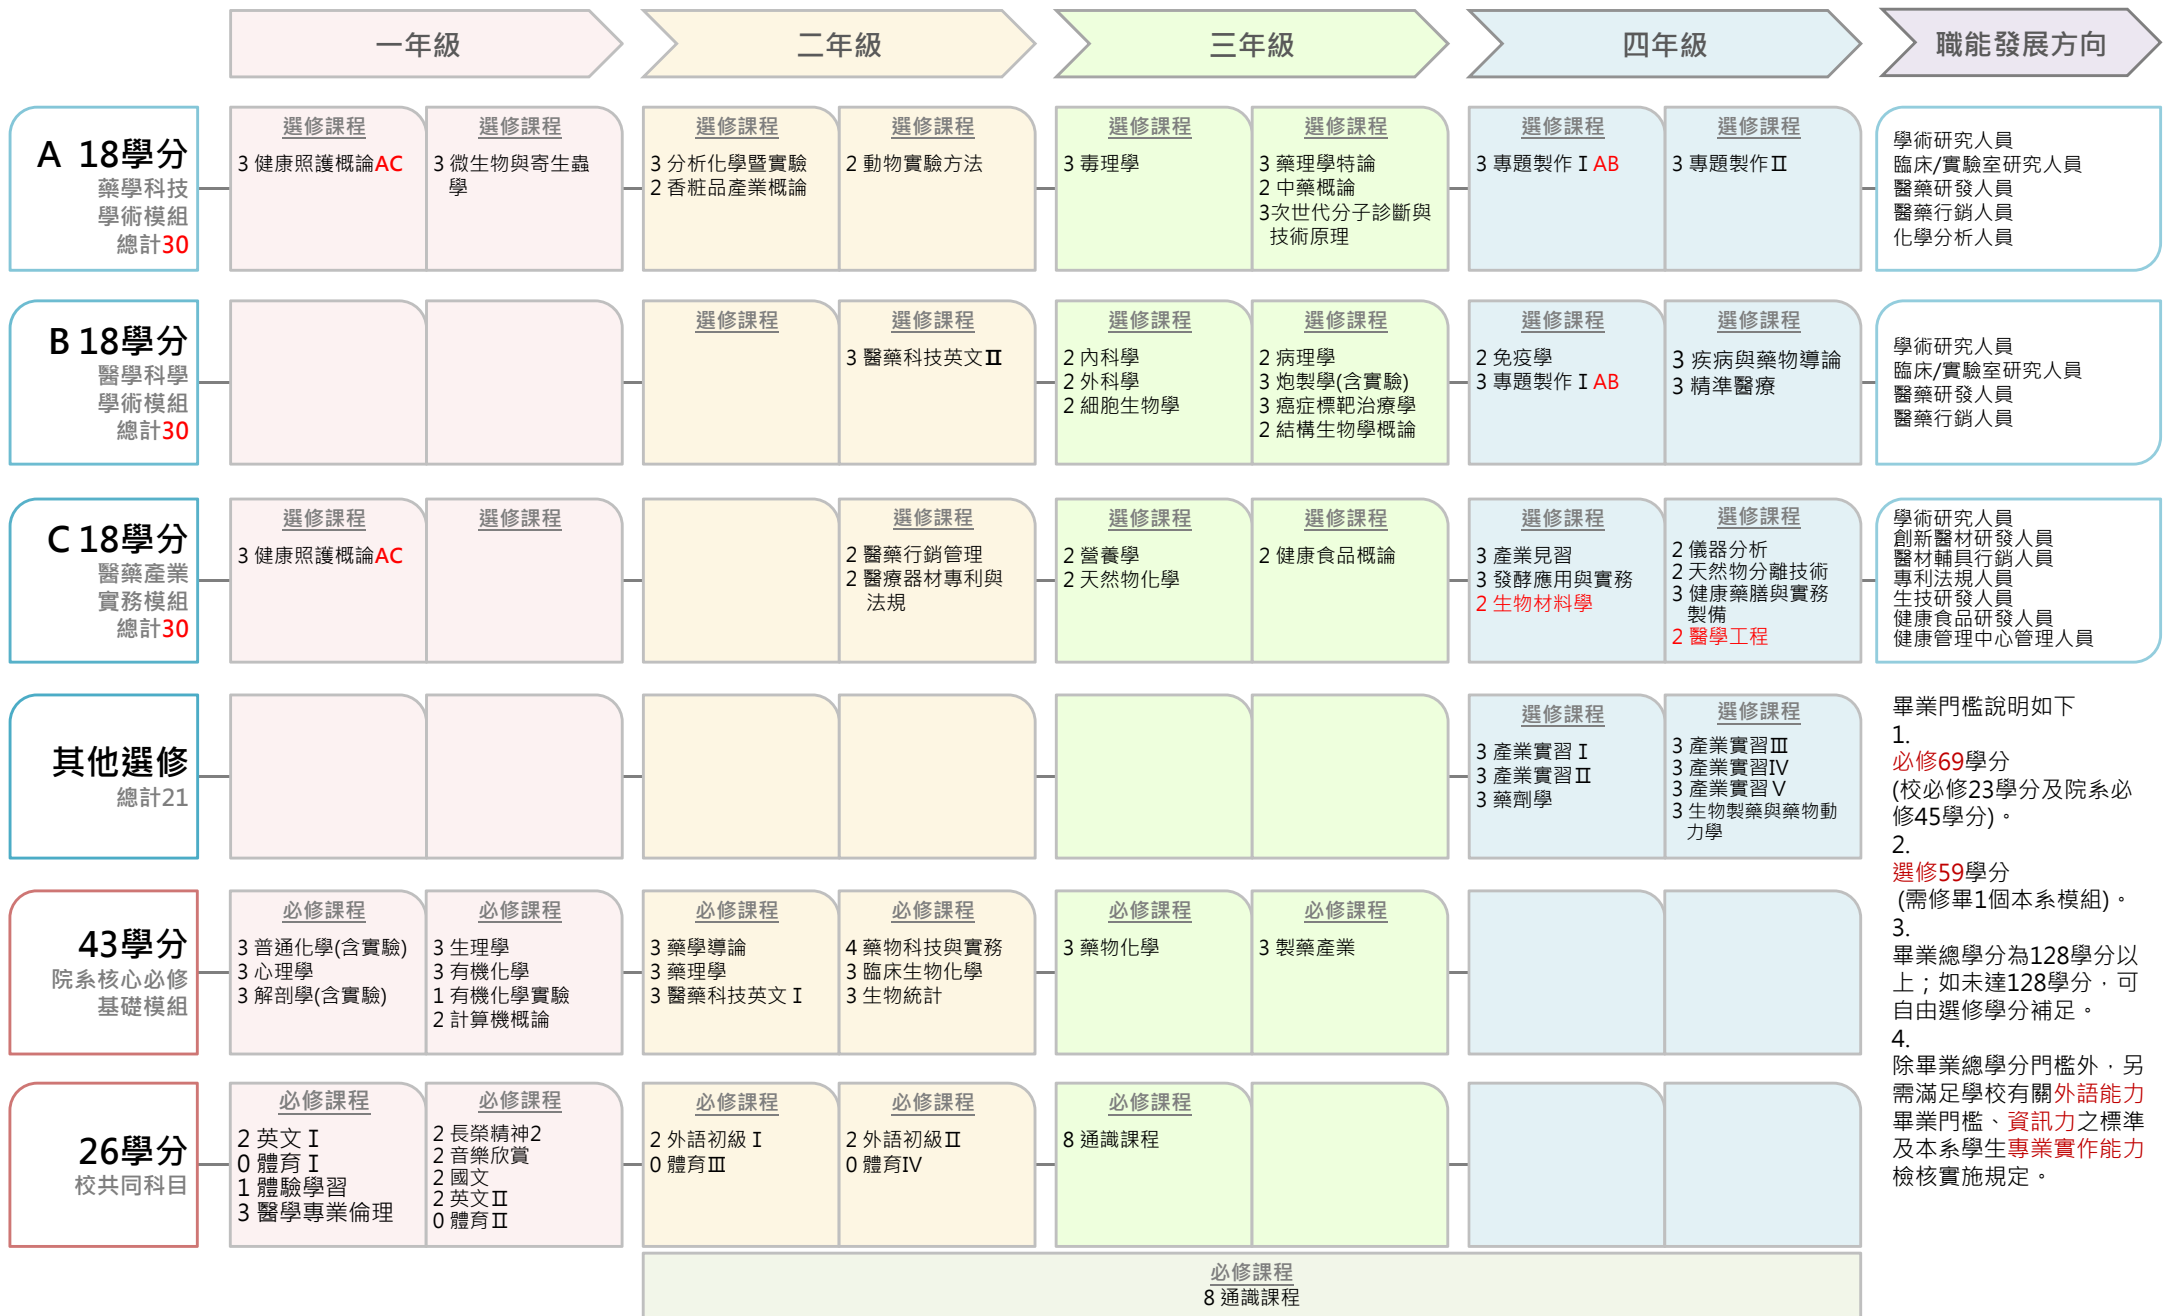 一年級
二年級
三年級
四年級
職能發展方向
A 18學分
藥學科技
學術模組
總計30
選修課程
3 健康照護概論AC
選修課程
3 微生物與寄生蟲
學
選修課程
3 分析化學暨實驗
2 香粧品產業概論
選修課程
2 動物實驗方法
選修課程
3 毒理學
選修課程
3 藥理學特論
2 中藥概論
3次世代分子診斷與
技術原理
選修課程
3 專題製作Ⅰ AB
選修課程
3 專題製作Ⅱ
學術研究人員
臨床/實驗室研究人員
醫藥研發人員
醫藥行銷人員
化學分析人員
B 18學分
醫學科學
學術模組
總計30
選修課程
選修課程
3 醫藥科技英文Ⅱ
選修課程
2 內科學
2 外科學
2 細胞生物學
選修課程
2 病理學
3 炮製學(含實驗)
3 癌症標靶治療學
2 結構生物學概論
選修課程
2 免疫學
3 專題製作Ⅰ AB
選修課程
3 疾病與藥物導論
3 精準醫療
學術研究人員
臨床/實驗室研究人員
醫藥研發人員
醫藥行銷人員
C 18學分
醫藥產業
實務模組
總計30
選修課程
3 健康照護概論AC
選修課程
選修課程
2 醫藥行銷管理
2 醫療器材專利與
法規
選修課程
2 營養學
2 天然物化學
選修課程
2 健康食品概論
選修課程
3 產業見習
3 發酵應用與實務
2 生物材料學
選修課程
2 儀器分析
2 天然物分離技術
3 健康藥膳與實務
製備
2 醫學工程
學術研究人員
創新醫材研發人員
醫材輔具行銷人員
專利法規人員
生技研發人員
健康食品研發人員
健康管理中心管理人員
其他選修
總計21
選修課程
3 產業實習Ⅰ
3 產業實習Ⅱ
3 藥劑學
選修課程
3 產業實習Ⅲ
3 產業實習Ⅳ
3 產業實習Ⅴ
3 生物製藥與藥物動
力學
43學分
院系核心必修
基礎模組
必修課程
3 普通化學(含實驗)
3 心理學
3 解剖學(含實驗)
必修課程
3 生理學
3 有機化學
1 有機化學實驗
2 計算機概論
必修課程
3 藥學導論
3 藥理學
3 醫藥科技英文Ⅰ
必修課程
4 藥物科技與實務
3 臨床生物化學
3 生物統計
必修課程
3 藥物化學
必修課程
3 製藥產業
26學分
校共同科目
必修課程
2 英文Ⅰ
0 體育Ⅰ
1 體驗學習
3 醫學專業倫理
必修課程
2 長榮精神2
2 音樂欣賞
2 國文
2 英文Ⅱ
0 體育Ⅱ
必修課程
2 外語初級Ⅰ
0 體育Ⅲ
必修課程
2 外語初級Ⅱ
0 體育Ⅳ
必修課程
8 通識課程
必修課程
8 通識課程
畢業門檻說明如下
1.
必修69學分
(校必修23學分及院系必
修45學分)。
2.
選修59學分
(需修畢1個本系模組)。
3.
畢業總學分為128學分以
上；如未達128學分，可
自由選修學分補足。
4.
除畢業總學分門檻外，另
需滿足學校有關外語能力
畢業門檻、資訊力之標準
及本系學生專業實作能力
檢核實施規定。